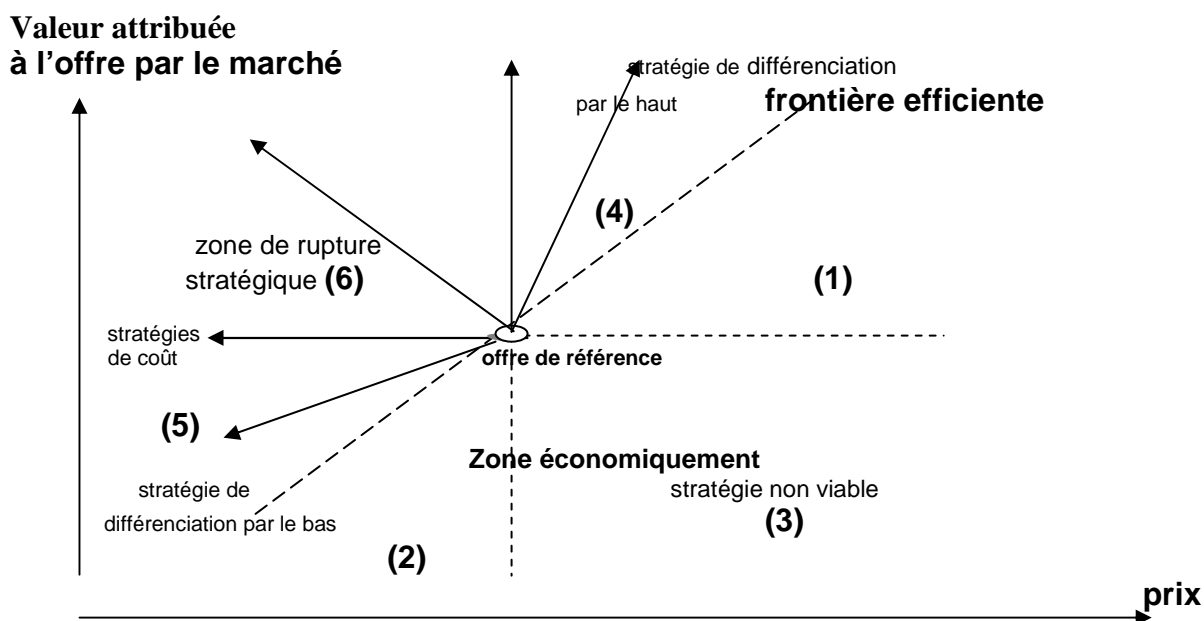 Valeur attribuée
à l'offre par le marché
stratégie de différenciation
par le haut
frontière efficiente
(4)
zone de rupture
stratégique (6)
(1)
stratégies
de coût
offre de référence
(5)
Zone économiquement
stratégie de
différenciation par le bas
stratégie non viable
(3)
(2)
prix